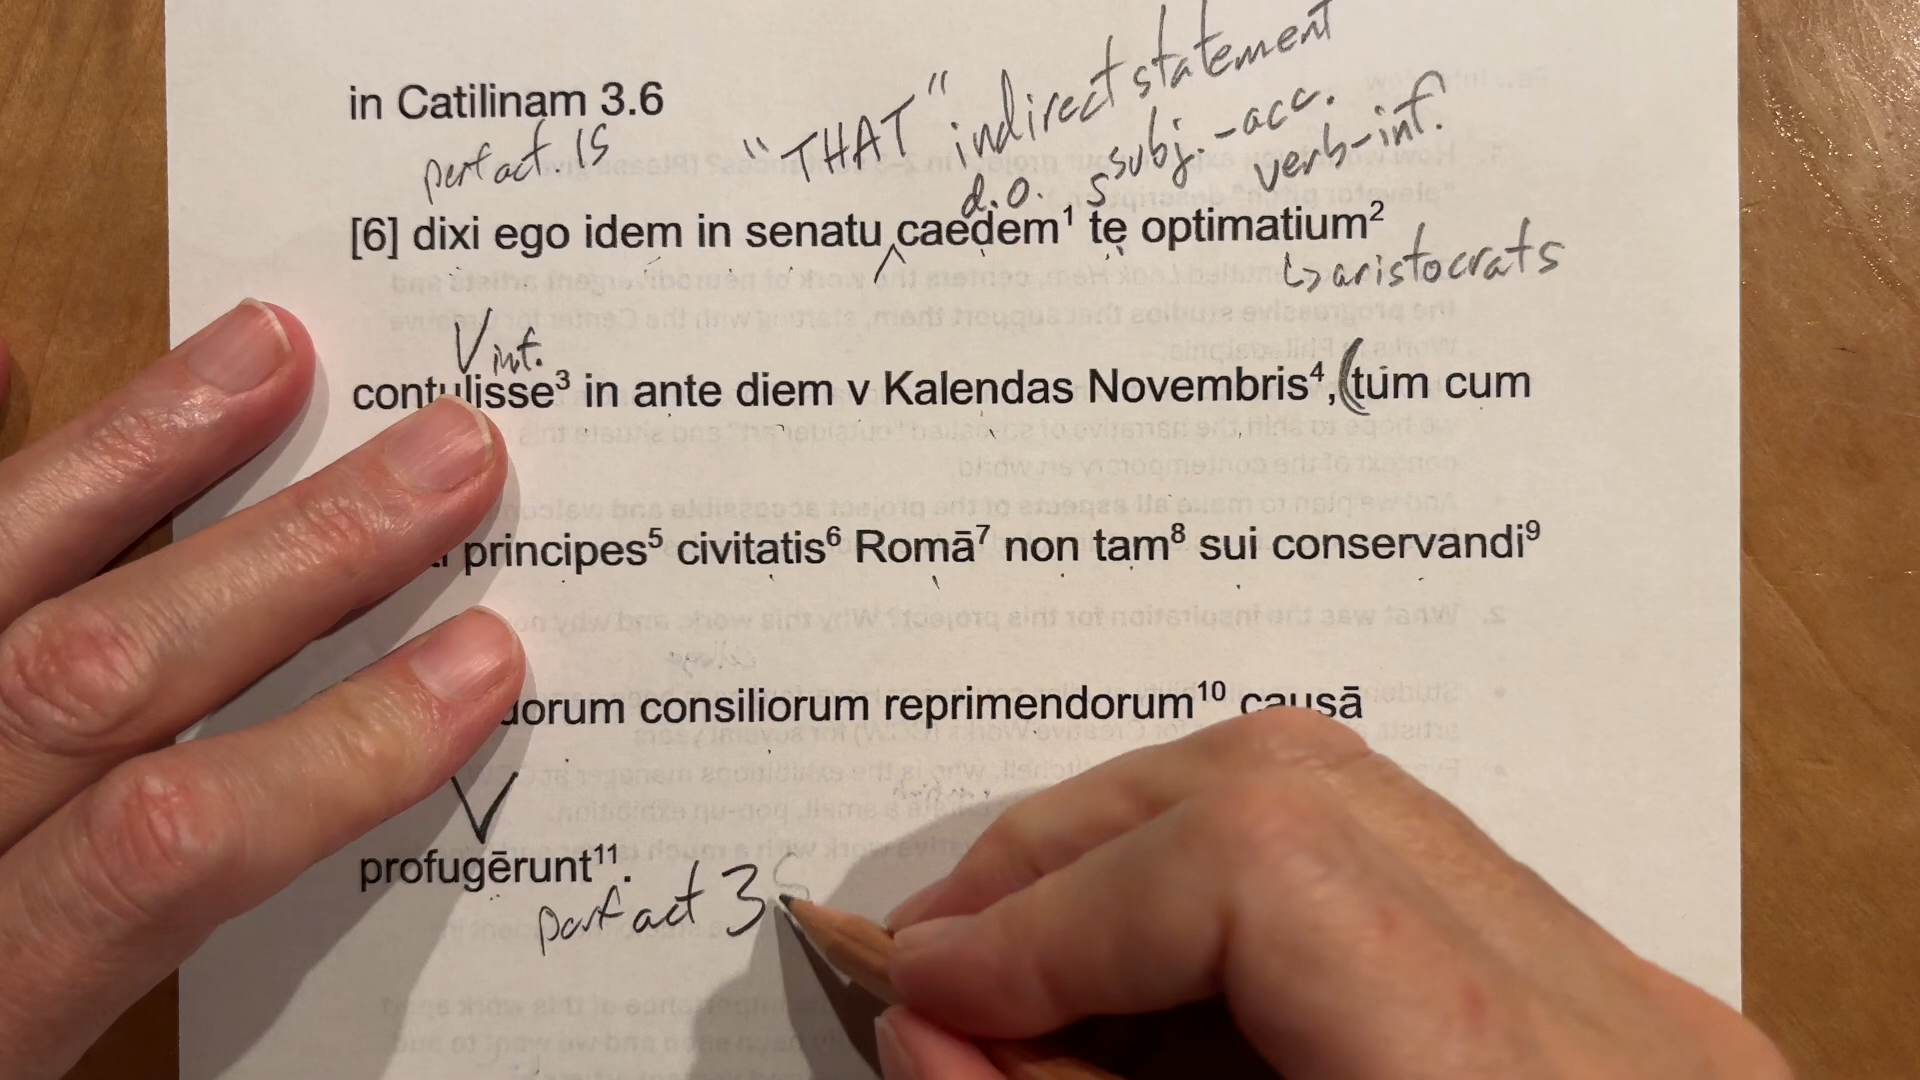 "THAT" indirect statement
in Catilinam 3.6
perf act. 1S
subj. - acc.
verb-inf.
d.o. S
[6] dixi ego idem in senatu ^ caedem¹ te optimatium²
↳ aristocrats
V inf.
contulisse³ in ante diem v Kalendas Novembris⁴, (tum cum
principes⁵ civitatis⁶ Romā⁷ non tam⁸ sui conservandi⁹
dorum consiliorum reprimendorum¹⁰ causā
V
profugērunt¹¹.
perf act 3